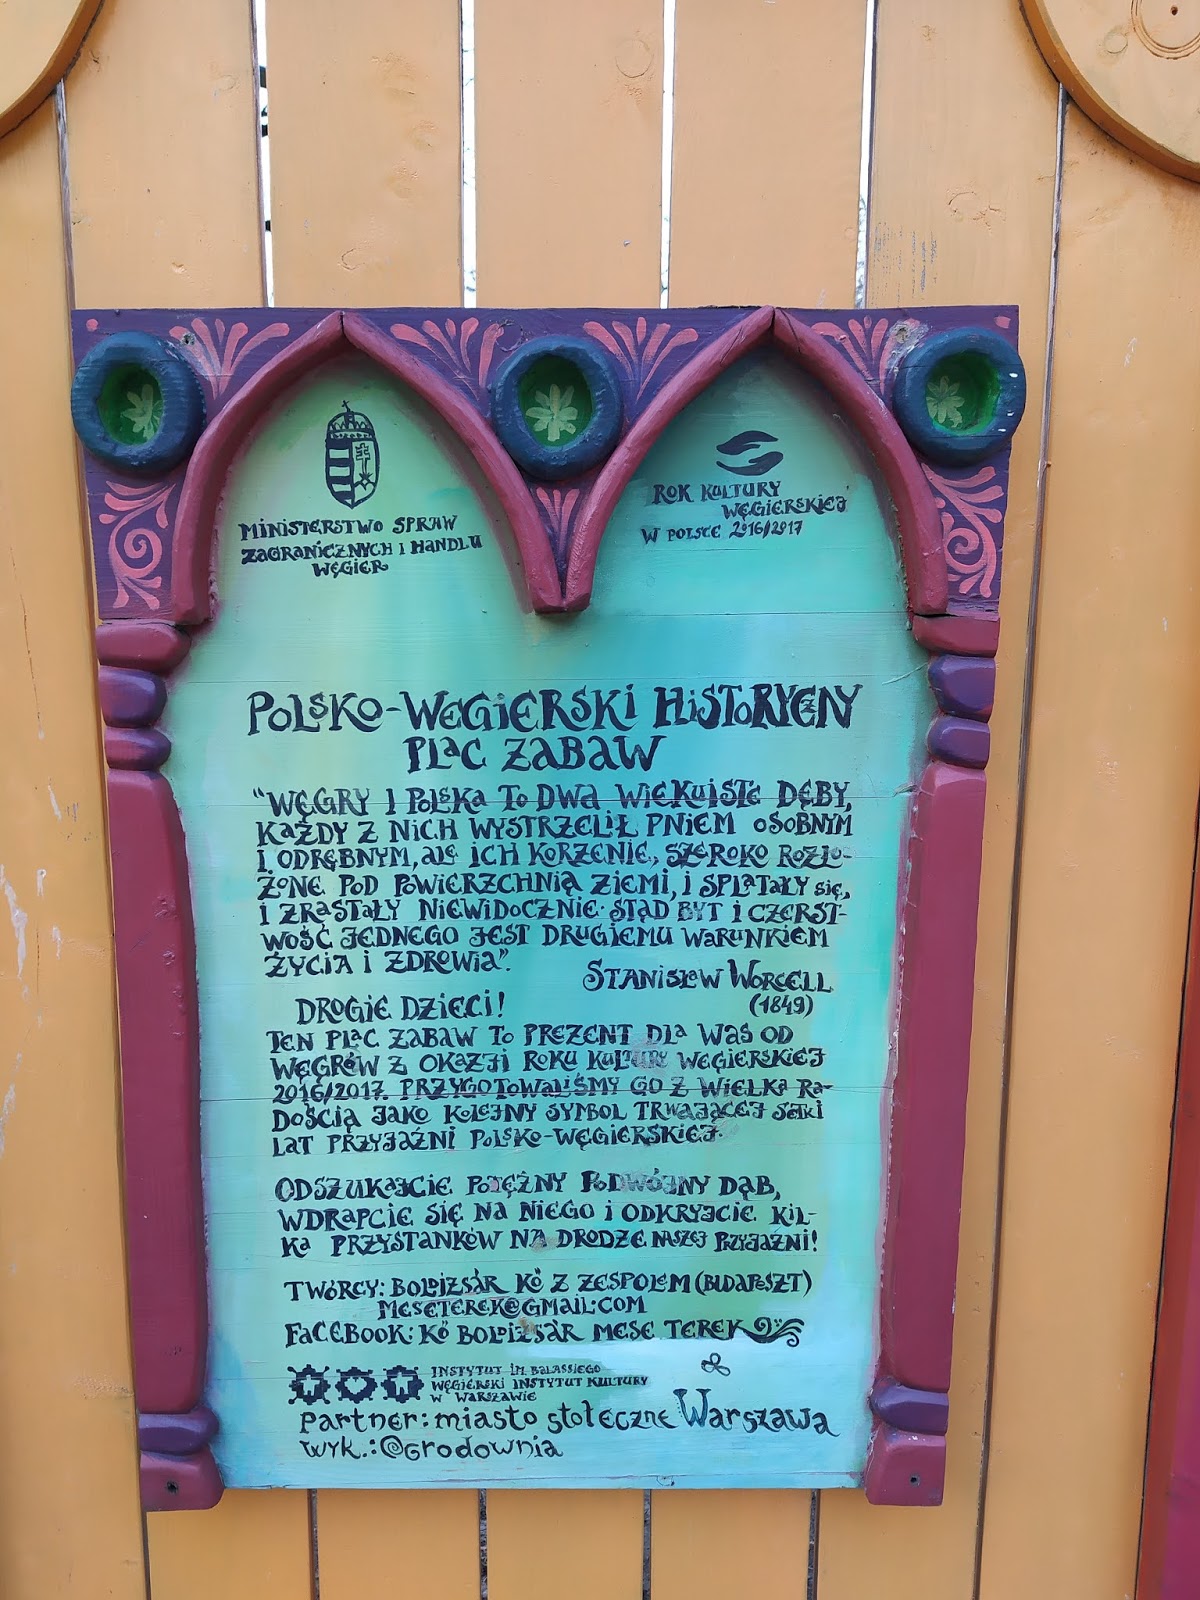 MINISTERSTWO SPRAW
ZAGRANICZNYCH I HANDLU
WĘGIER
ROK KULTURY
WĘGIERSKIEJ
W POLSCE 2016/2017
POLSKO-WĘGIERSKI HISTORYCZNY
PLAC ZABAW
"WĘGRY I POLSKA TO DWA WIEKUISTE DĘBY,
KAŻDY Z NICH WYSTRZELIŁ PNIEM OSOBNYM
I ODRĘBNYM, ALE ICH KORZENIE, SZEROKO ROZŁO-
ŻONE POD POWIERZCHNIĄ ZIEMI, I SPLATAŁY SIĘ,
I ZRASTAŁY NIEWIDOCZNIE. STĄD BYT I CZERST-
WOŚĆ JEDNEGO JEST DRUGIEMU WARUNKIEM
ŻYCIA I ZDROWIA".
STANISŁAW WORCELL
(1849)
DROGIE DZIECI!
TEN PLAC ZABAW TO PREZENT DLA WAS OD
WĘGRÓW Z OKAZJI ROKU KULTURY WĘGIERSKIEJ
2016/2017. PRZYGOTOWALIŚMY GO Z WIELKA RA-
DOŚCIĄ JAKO KOLEJNY SYMBOL TRWAJĄCEJ SETKI
LAT PRZYJAŹNI POLSKO-WĘGIERSKIEJ.
ODSZUKAJCIE POTĘŻNY PODWÓJNY DĄB,
WDRAPCIE SIĘ NA NIEGO I ODKRYJCIE KIL-
KA PRZYSTANKÓW NA DRODZE NASZEJ PRZYJAŹNI!
TWÓRCY: BOLDIZSÁR KŐ Z ZESPOŁEM (BUDAPESZT)
MESETEREK@GMAIL.COM
FACEBOOK: KŐ BOLDIZSÁR MESE TEREK
INSTYTUT IM. BALASSIEGO
WĘGIERSKI INSTYTUT KULTURY
W WARSZAWIE
Partner: miasto stołeczne Warszawa
wyk.: @grodownia